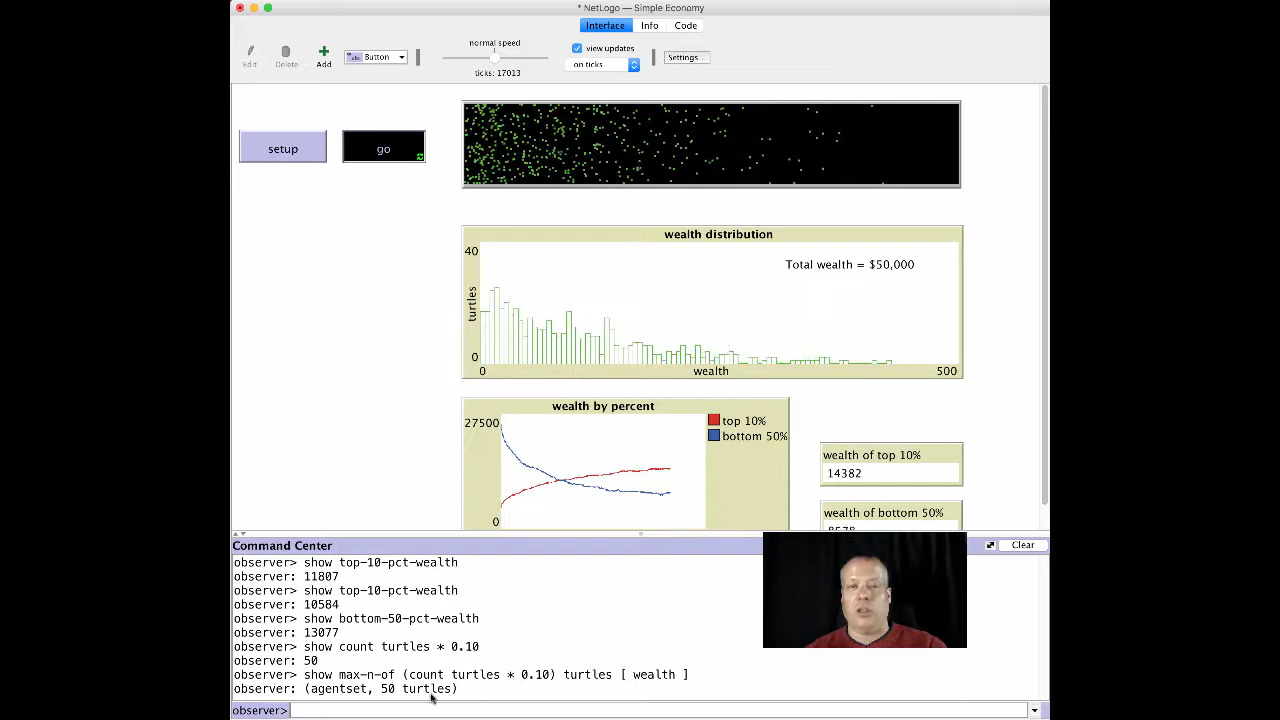 * NetLogo — Simple Economy
Interface Info Code
Edit Delete Add abc Button normal speed view updates on ticks Settings...
ticks: 17013
setup go
wealth distribution
40
Total wealth = $50,000
turtles
0
0 wealth 500
wealth by percent
27500
top 10%
bottom 50%
0
wealth of top 10%
14382
wealth of bottom 50%
8578
Command Center Clear
observer> show top-10-pct-wealth
observer: 11807
observer> show top-10-pct-wealth
observer: 10584
observer> show bottom-50-pct-wealth
observer: 13077
observer> show count turtles * 0.10
observer: 50
observer> show max-n-of (count turtles * 0.10) turtles [ wealth ]
observer: (agentset, 50 turtles)
observer>